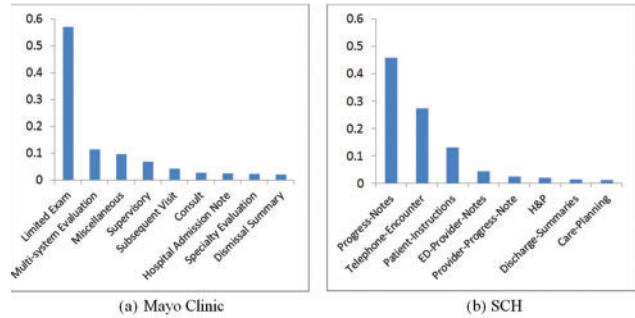 0.6
0.5
0.4
0.3
0.2
0.1
0
Limited Exam
Multi-system Evaluation
Miscellaneous
Supervisory
Subsequent Visit
Consult
Hospital Admission Note
Specialty Evaluation
Dismissal Summary
(a) Mayo Clinic
0.6
0.5
0.4
0.3
0.2
0.1
0
Progress-Notes
Telephone-Encounter
Patient-Instructions
ED-Provider-Notes
Provider-Progress-Note
H&P
Discharge-Summaries
Care-Planning
(b) SCH